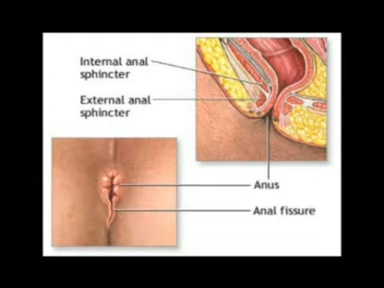 Internal anal
sphincter
External anal
sphincter
Anus
Anal fissure